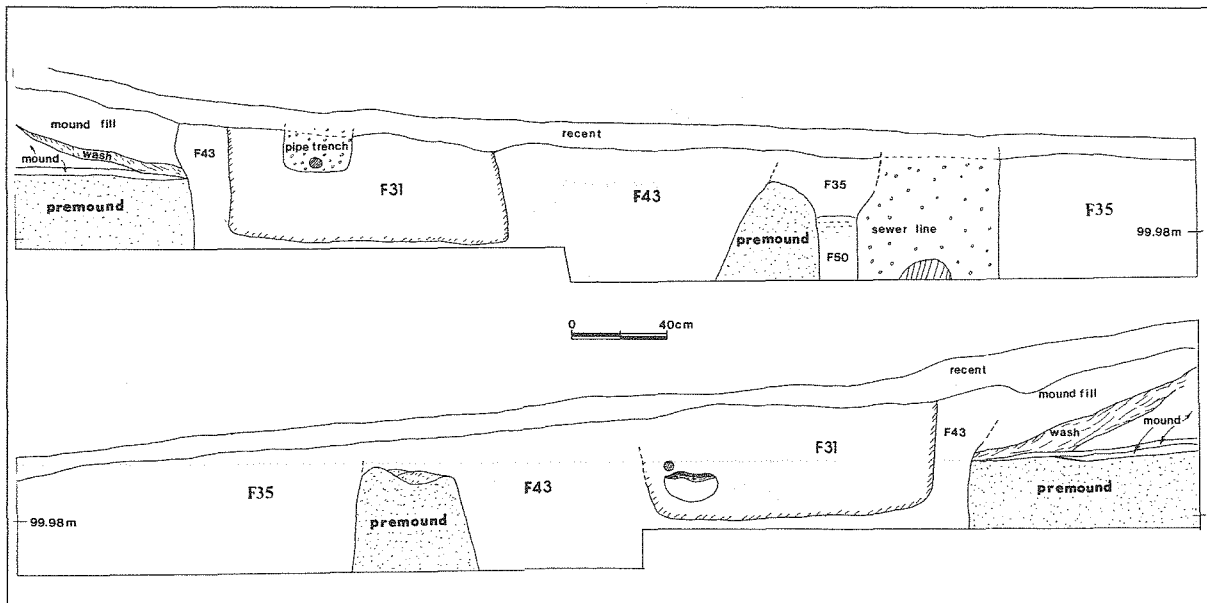 mound fill
mound
wash
premound
F43
pipe trench
F31
recent
F43
F35
premound
F50
sewer line
F35
99.98m
0 40cm
recent
mound fill
wash
mound
F43
F31
premound
F35
F43
premound
99.98m